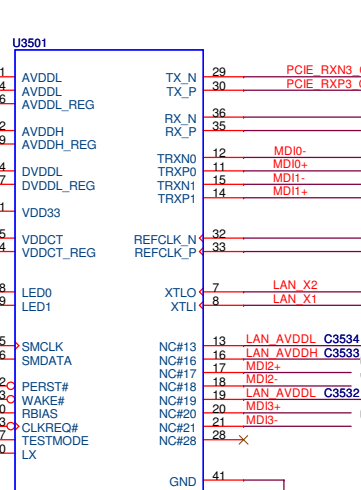 U3501
AVDDL TX_N 29 PCIE_RXN3_
AVDDL TX_P 30 PCIE_RXP3_
AVDDL_REG
RX_N 36
AVDDH RX_P 35
AVDDH_REG
TRXN0 12 MDI0-
DVDDL TRXP0 11 MDI0+
DVDDL_REG TRXN1 15 MDI1-
TRXP1 14 MDI1+
VDD33
VDDCT REFCLK_N 32
VDDCT_REG REFCLK_P 33
LED0 XTLO 7 LAN_X2
LED1 XTLI 8 LAN_X1
SMCLK NC#13 13 LAN_AVDDL C3534
SMDATA NC#16 16 LAN_AVDDH C3533
NC#17 17 MDI2+
PERST# NC#18 18 MDI2-
WAKE# NC#19 19 LAN_AVDDL C3532
RBIAS NC#20 20 MDI3+
CLKREQ# NC#21 21 MDI3-
TESTMODE NC#28 28
LX
GND 41